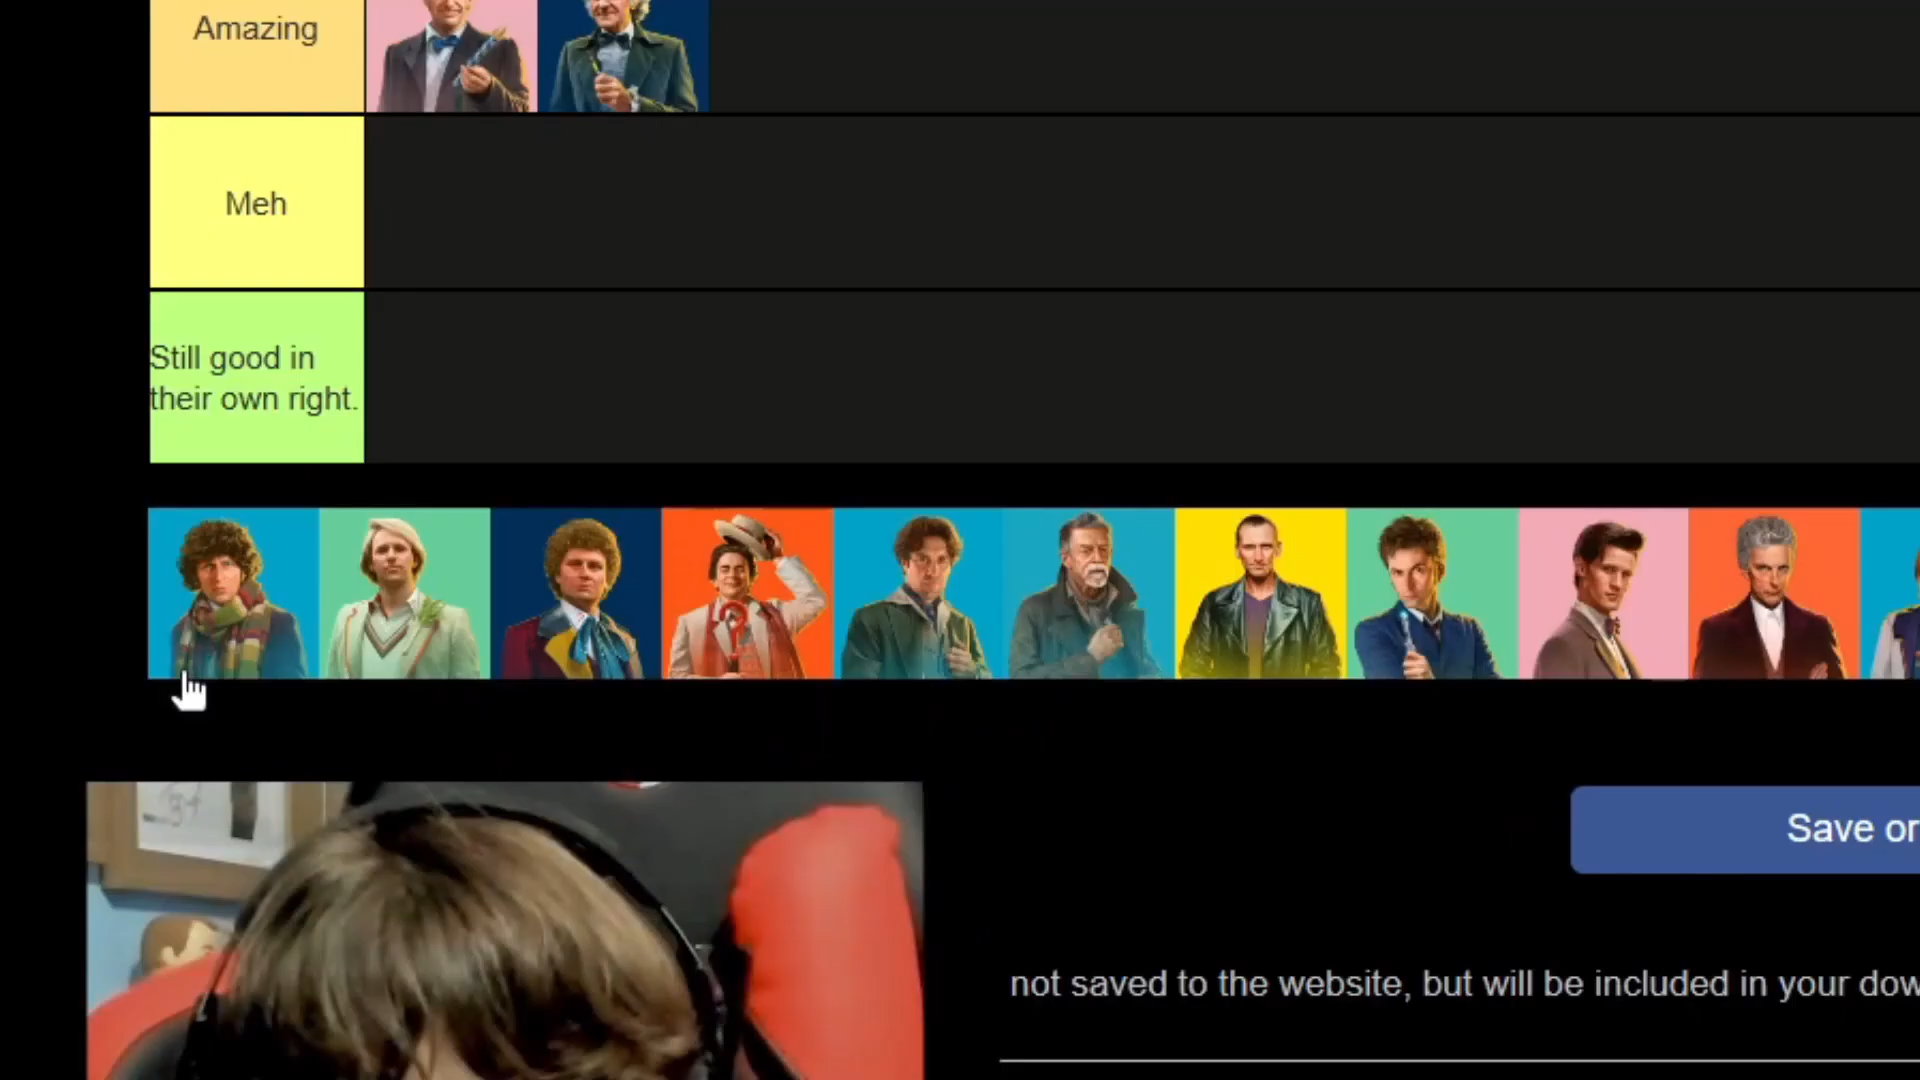 Amazing
Meh
Still good in
their own right.
Save or
not saved to the website, but will be included in your dow